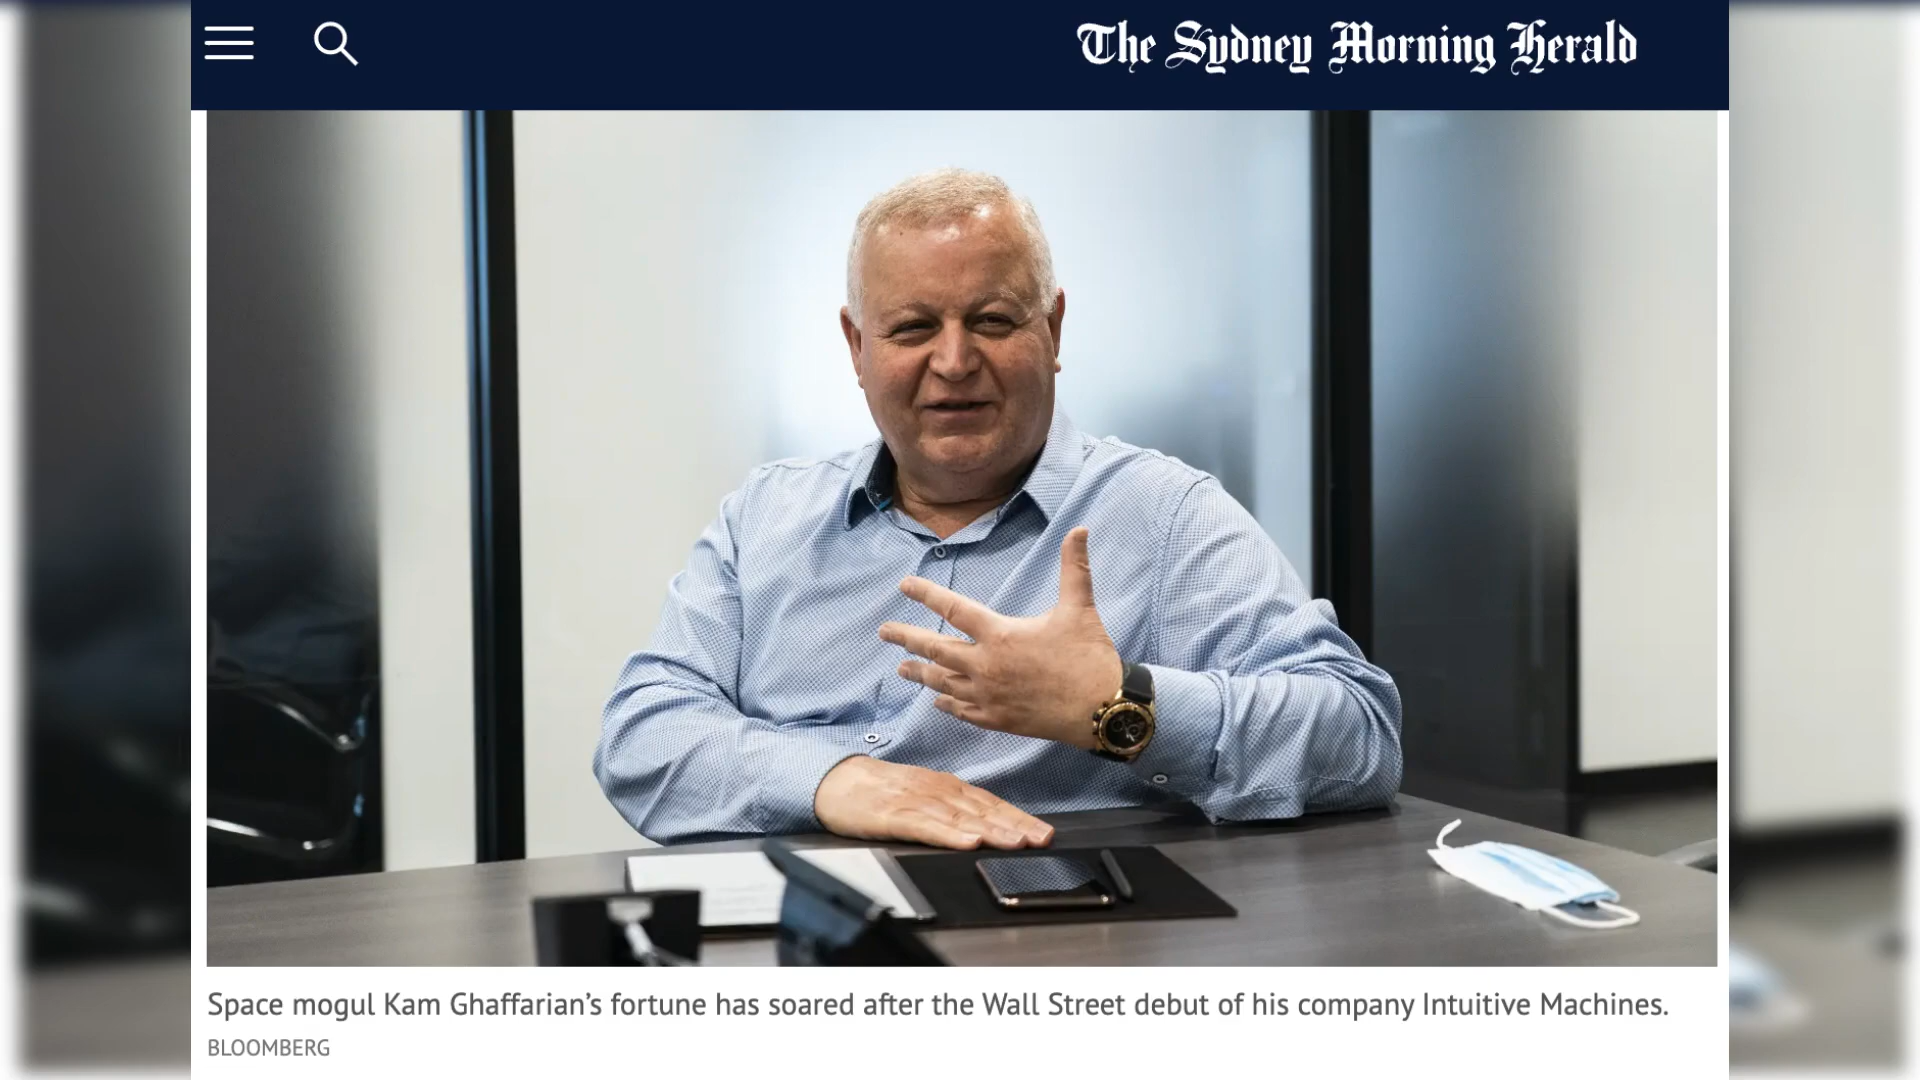 The Sydney Morning Herald
Space mogul Kam Ghaffarian’s fortune has soared after the Wall Street debut of his company Intuitive Machines.
BLOOMBERG